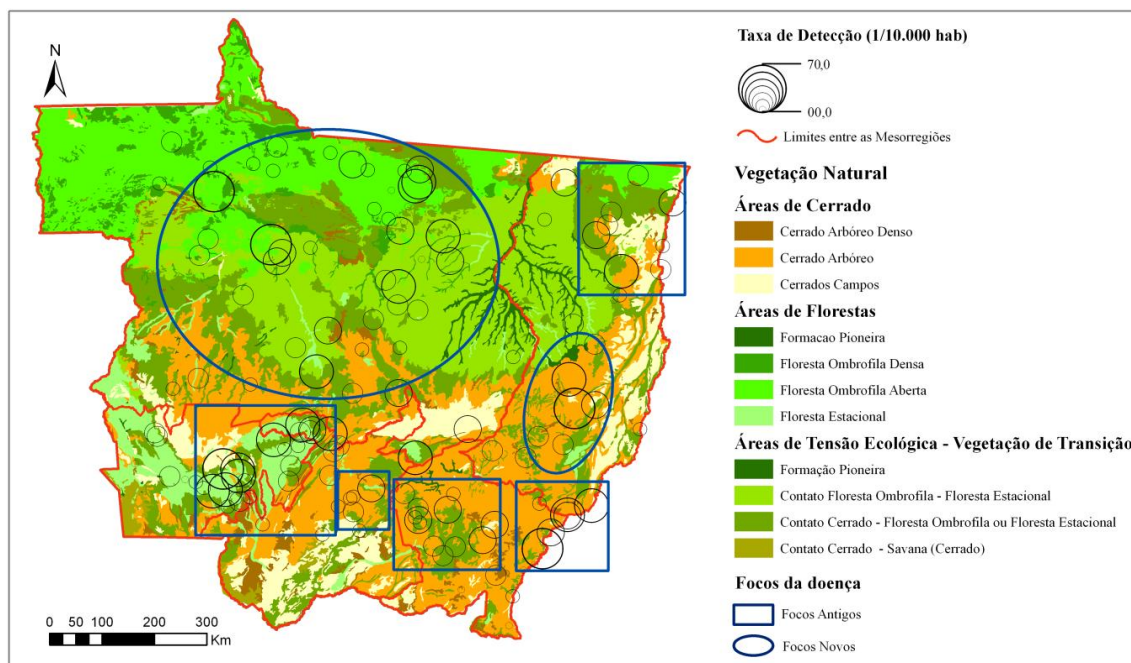 N
0
50
100
200
300
Km
Taxa de Detecção (1/10.000 hab)
70,0
00,0
Limites entre as Mesorregiões
Vegetação Natural
Áreas de Cerrado
Cerrado Arbóreo Denso
Cerrado Arbóreo
Cerrados Campos
Áreas de Florestas
Formacao Pioneira
Floresta Ombrofila Densa
Floresta Ombrofila Aberta
Floresta Estacional
Áreas de Tensão Ecológica - Vegetação de Transição
Formação Pioneira
Contato Floresta Ombrofila - Floresta Estacional
Contato Cerrado - Floresta Ombrofila ou Floresta Estacional
Contato Cerrado - Savana (Cerrado)
Focos da doença
Focos Antigos
Focos Novos